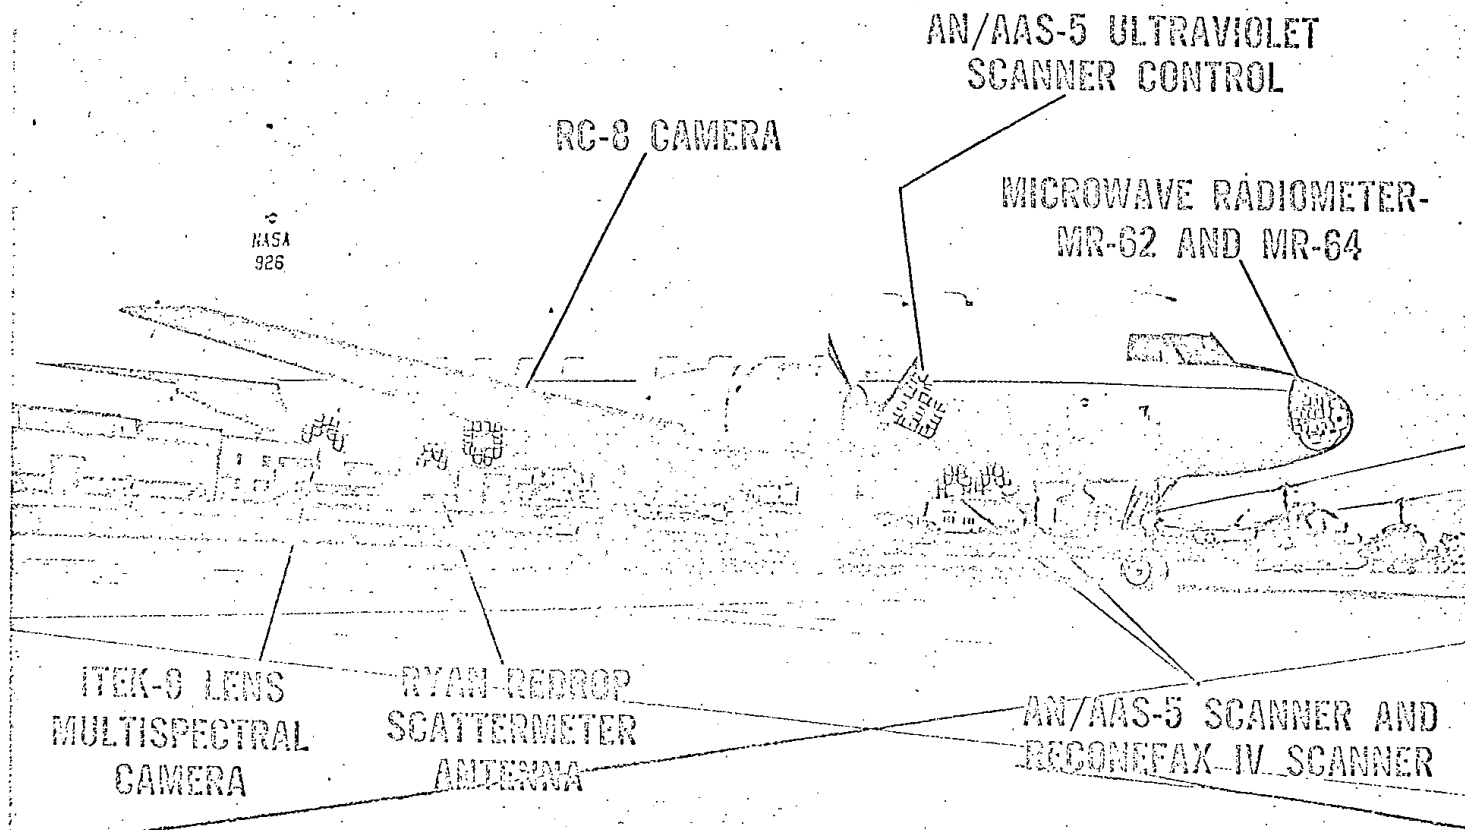 AN/AAS-5 ULTRAVIOLET
SCANNER CONTROL
RC-8 CAMERA
MICROWAVE RADIOMETER-
MR-62 AND MR-64
NASA
926
ITEK-9 LENS
MULTISPECTRAL
CAMERA
RYAN REDROP
SCATTERMETER
ANTENNA
AN/AAS-5 SCANNER AND
RECONEFAX IV SCANNER